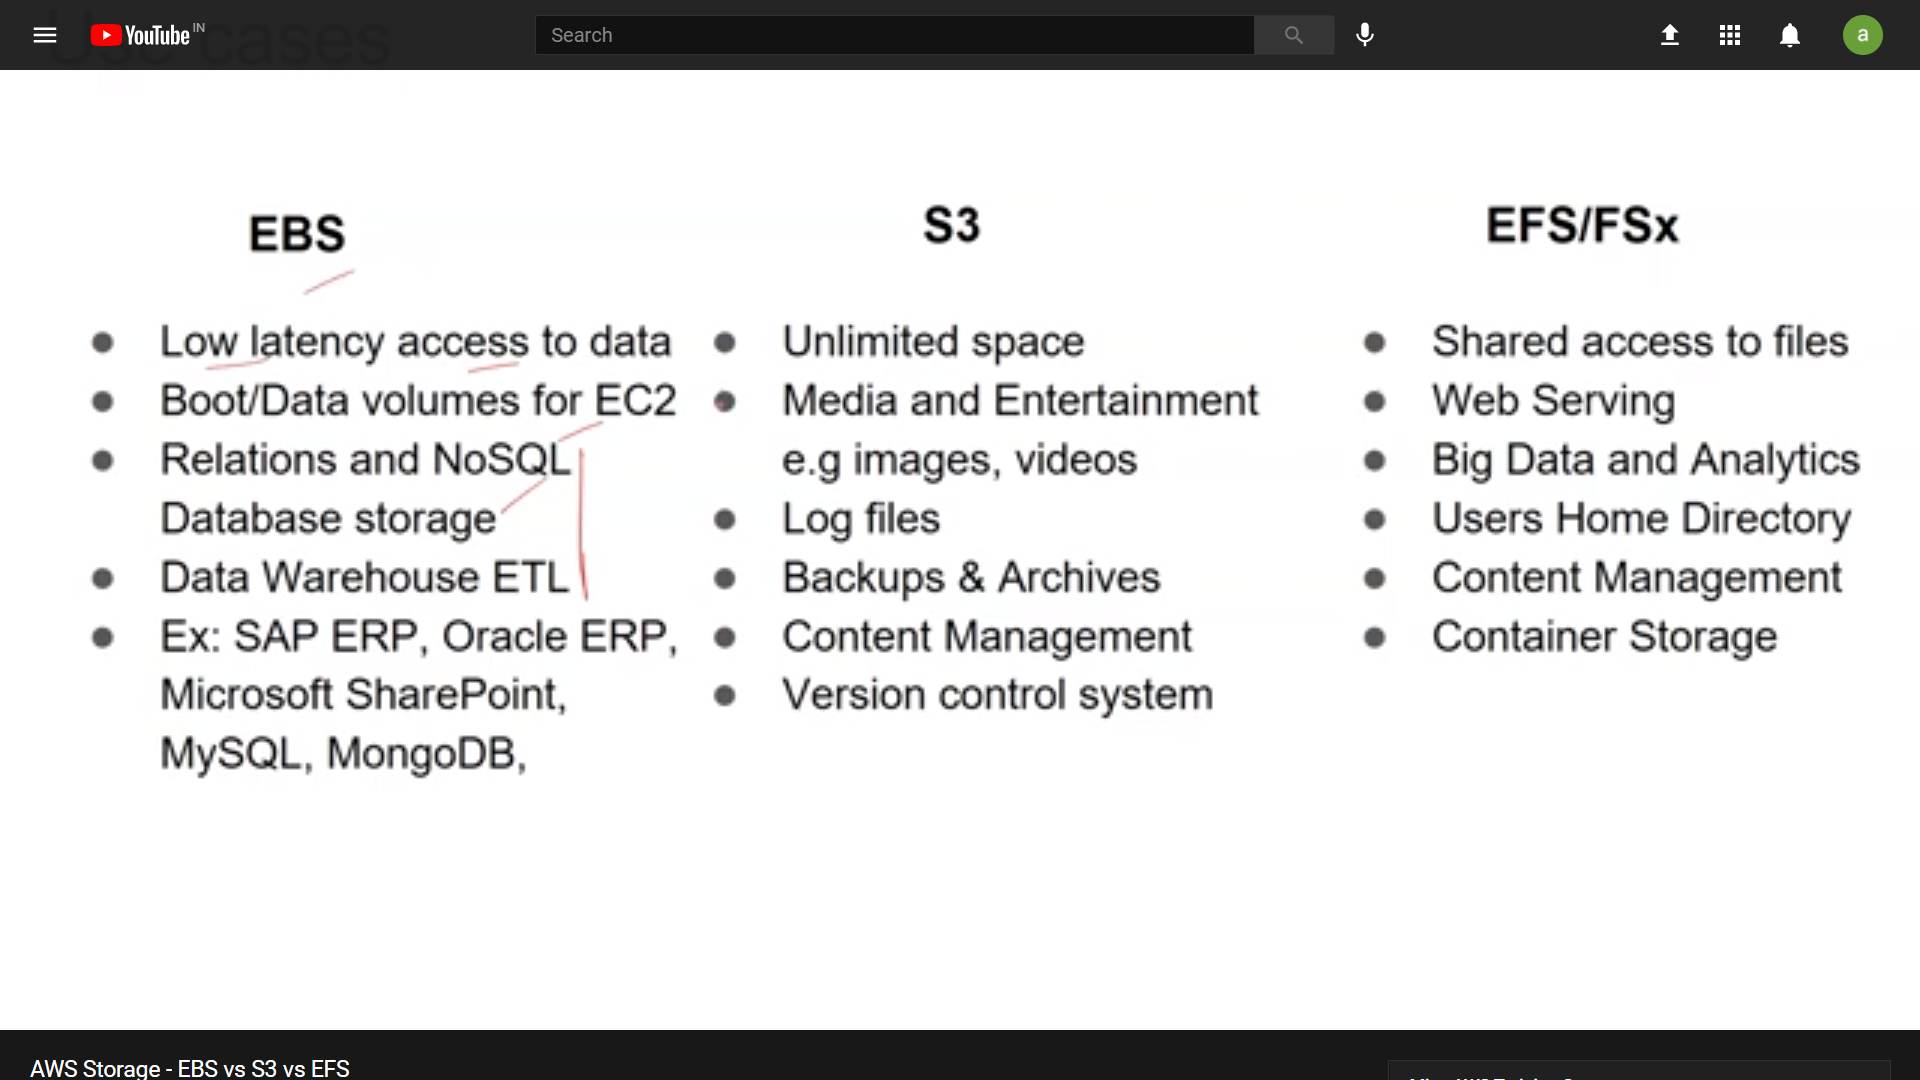 Use cases
YouTube IN
Search
a
EBS
Low latency access to data
Boot/Data volumes for EC2
Relations and NoSQL
Database storage
Data Warehouse ETL
Ex: SAP ERP, Oracle ERP,
Microsoft SharePoint,
MySQL, MongoDB,
S3
Unlimited space
Media and Entertainment
e.g images, videos
Log files
Backups & Archives
Content Management
Version control system
EFS/FSx
Shared access to files
Web Serving
Big Data and Analytics
Users Home Directory
Content Management
Container Storage
AWS Storage - EBS vs S3 vs EFS